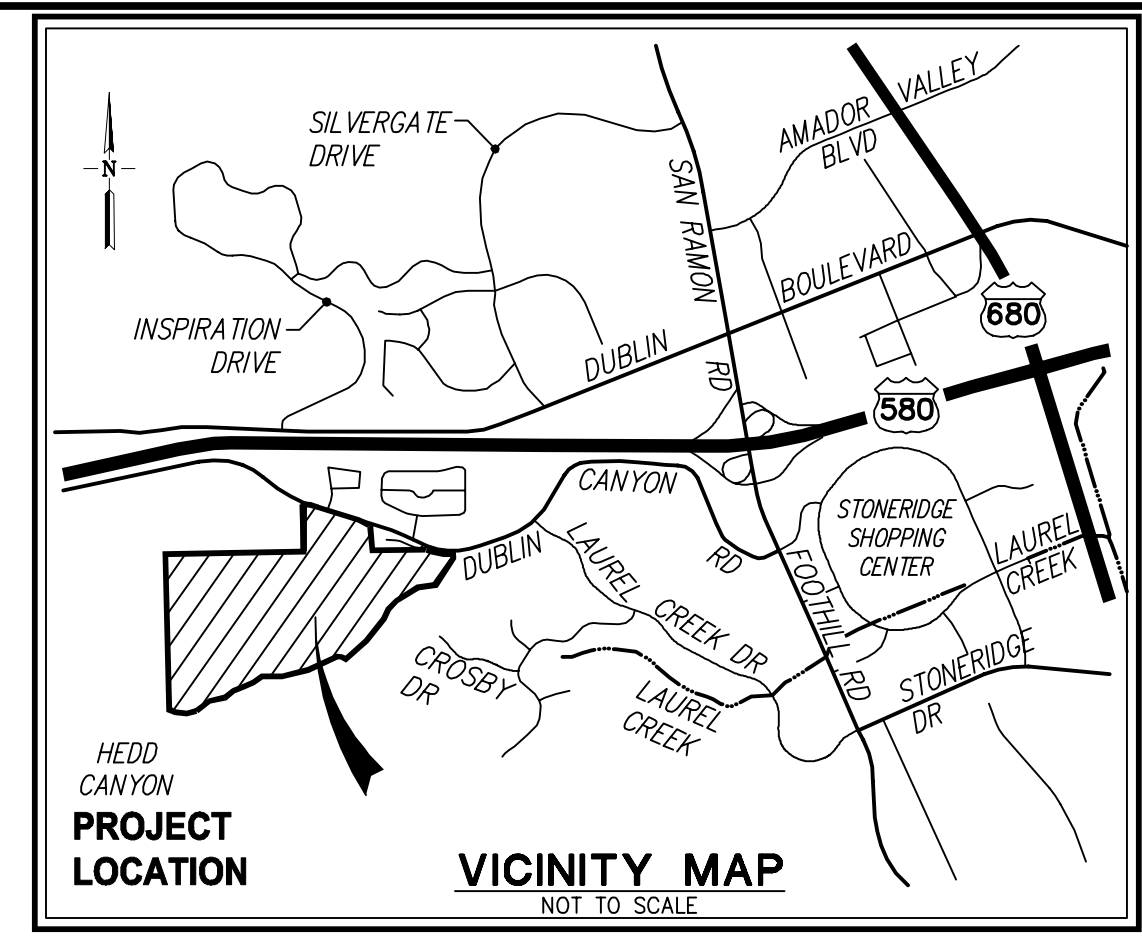 SILVERGATE
DRIVE
AMADOR VALLEY
BLVD
N
SAN RAMON
RD
BOULEVARD
INSPIRATION
DRIVE
680
DUBLIN
580
CANYON
RD
STONERIDGE
SHOPPING
CENTER
LAUREL
CREEK
DUBLIN
LAUREL
CREEK DR
FOOTHILL RD
CROSBY
DR
LAUREL
CREEK
STONERIDGE
DR
HEDD
CANYON
PROJECT
LOCATION
VICINITY MAP
NOT TO SCALE